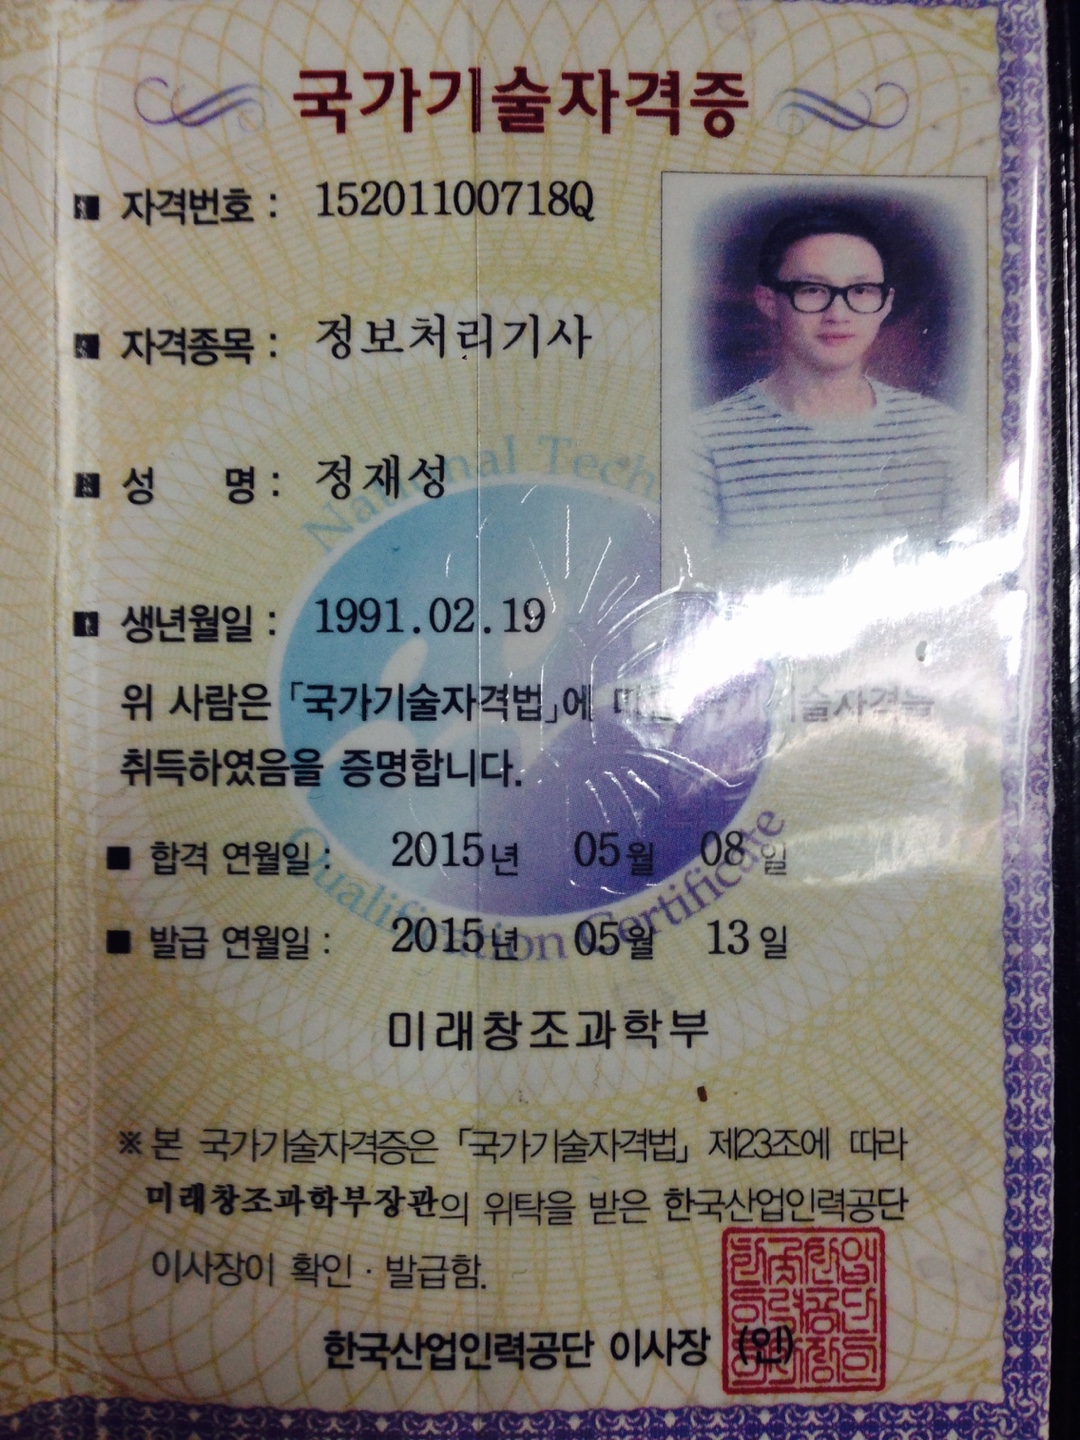 국가기술자격증
자격번호 : 15201100718Q
자격종목 : 정보처리기사
성 명 : 정재성
생년월일 : 1991.02.19
위 사람은 「국가기술자격법」에 기술자격을
취득하였음을 증명합니다.
합격 연월일 : 2015년 05월 08일
발급 연월일 : 2015년 05월 13일
미래창조과학부
※ 본 국가기술자격증은 「국가기술자격법」 제23조에 따라
미래창조과학부장관의 위탁을 받은 한국산업인력공단
이사장이 확인 · 발급함.
한국산업인력공단 이사장 (인)
National Tech
Qualification Certificate